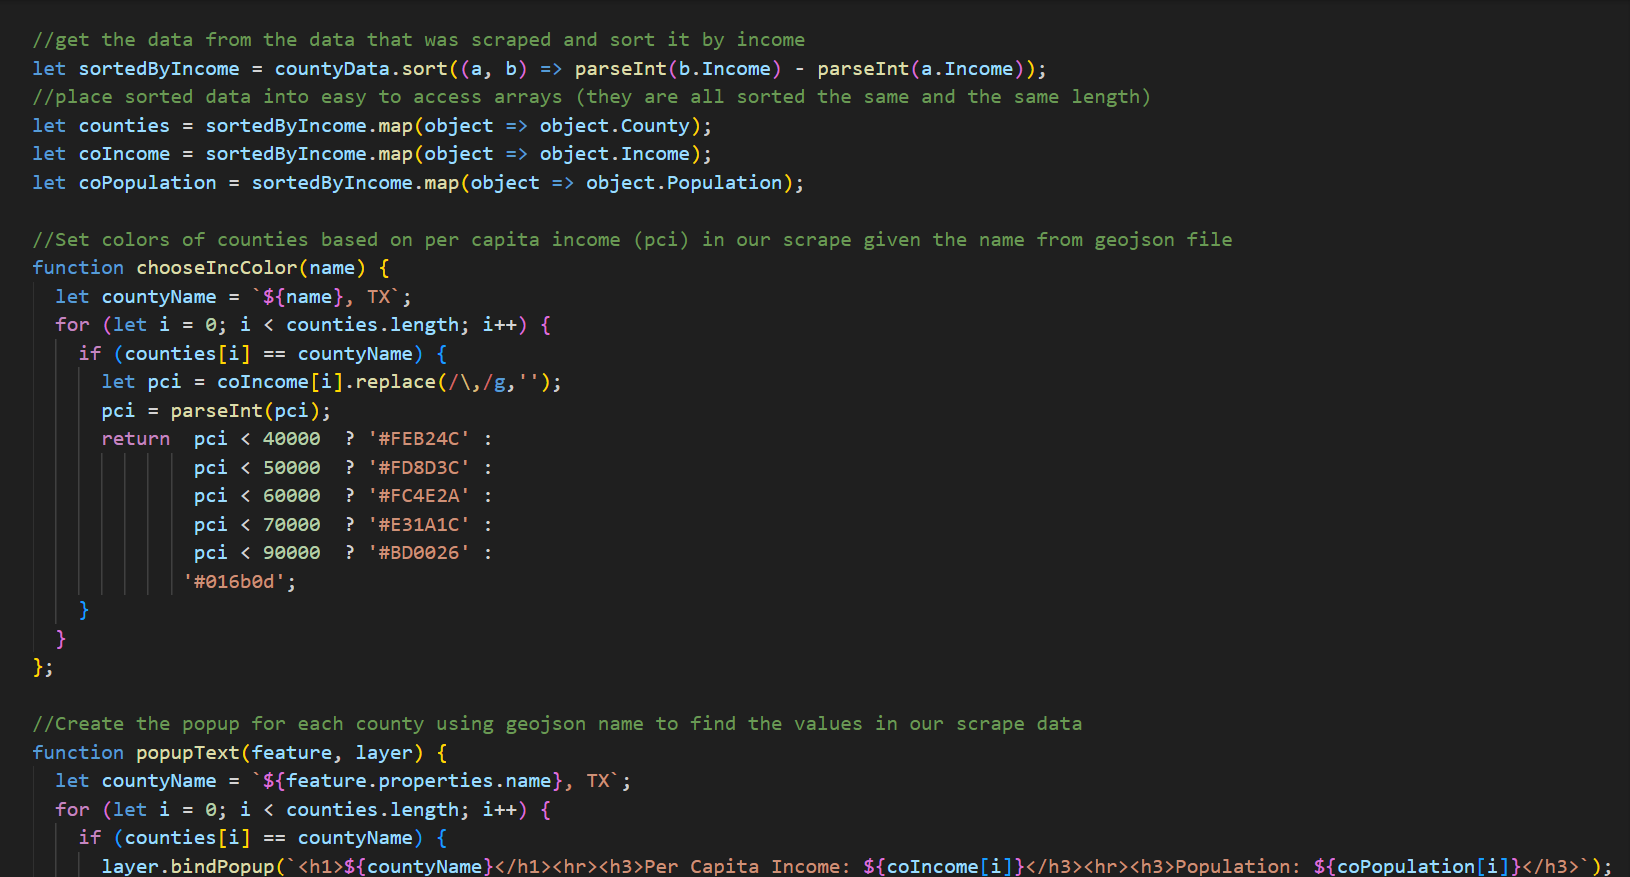 //get the data from the data that was scraped and sort it by income
let sortedByIncome = countyData.sort((a, b) => parseInt(b.Income) - parseInt(a.Income));
//place sorted data into easy to access arrays (they are all sorted the same and the same length)
let counties = sortedByIncome.map(object => object.County);
let coIncome = sortedByIncome.map(object => object.Income);
let coPopulation = sortedByIncome.map(object => object.Population);

//Set colors of counties based on per capita income (pci) in our scrape given the name from geojson file
function chooseIncColor(name) {
  let countyName = `${name}, TX`;
  for (let i = 0; i < counties.length; i++) {
    if (counties[i] == countyName) {
      let pci = coIncome[i].replace(/\,/g,'');
      pci = parseInt(pci);
      return  pci < 40000  ? '#FEB24C' :
              pci < 50000  ? '#FD8D3C' :
              pci < 60000  ? '#FC4E2A' :
              pci < 70000  ? '#E31A1C' :
              pci < 90000  ? '#BD0026' :
             '#016b0d';
    }
  }
};

//Create the popup for each county using geojson name to find the values in our scrape data
function popupText(feature, layer) {
  let countyName = `${feature.properties.name}, TX`;
  for (let i = 0; i < counties.length; i++) {
    if (counties[i] == countyName) {
      layer.bindPopup(`<h1>${countyName}</h1><hr><h3>Per Capita Income: ${coIncome[i]}</h3><hr><h3>Population: ${coPopulation[i]}</h3>`);